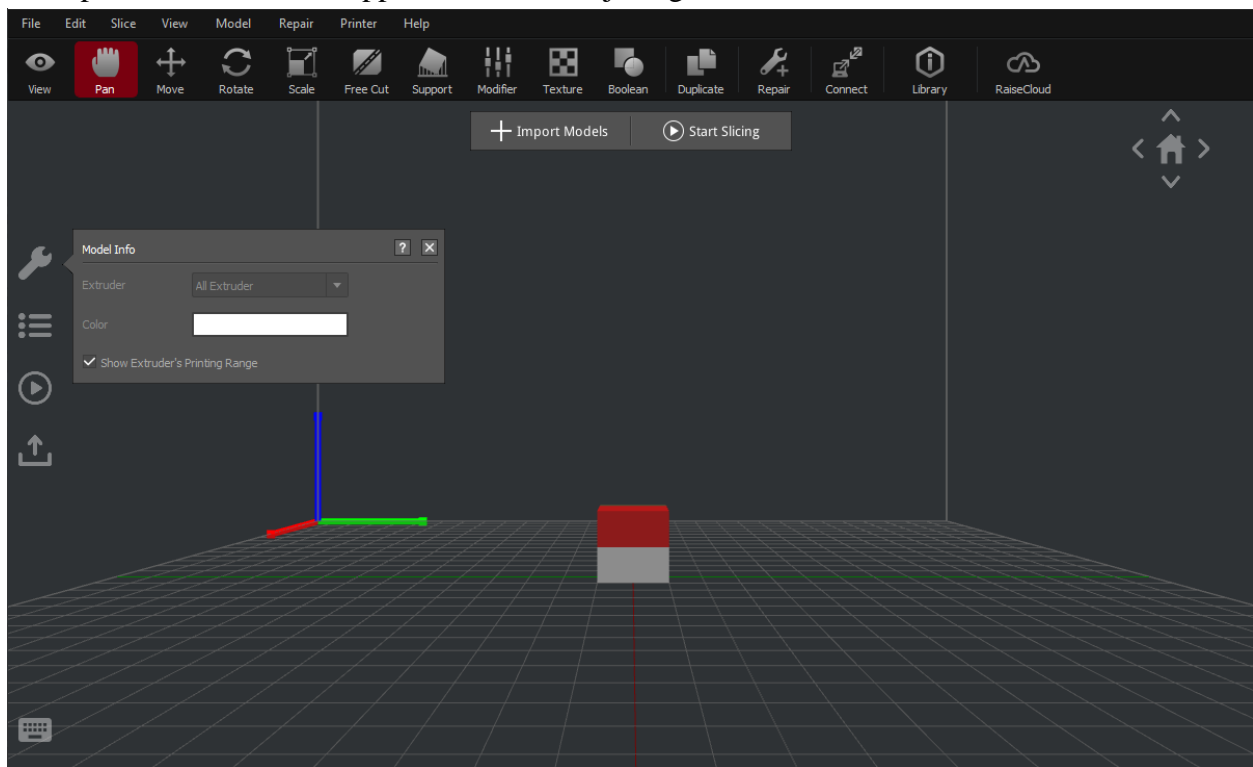 File Edit Slice View Model Repair Printer Help
View Pan Move Rotate Scale Free Cut Support Modifier Texture Boolean Duplicate Repair Connect Library RaiseCloud
Import Models Start Slicing
Model Info ?
Extruder All Extruder
Color
Show Extruder's Printing Range